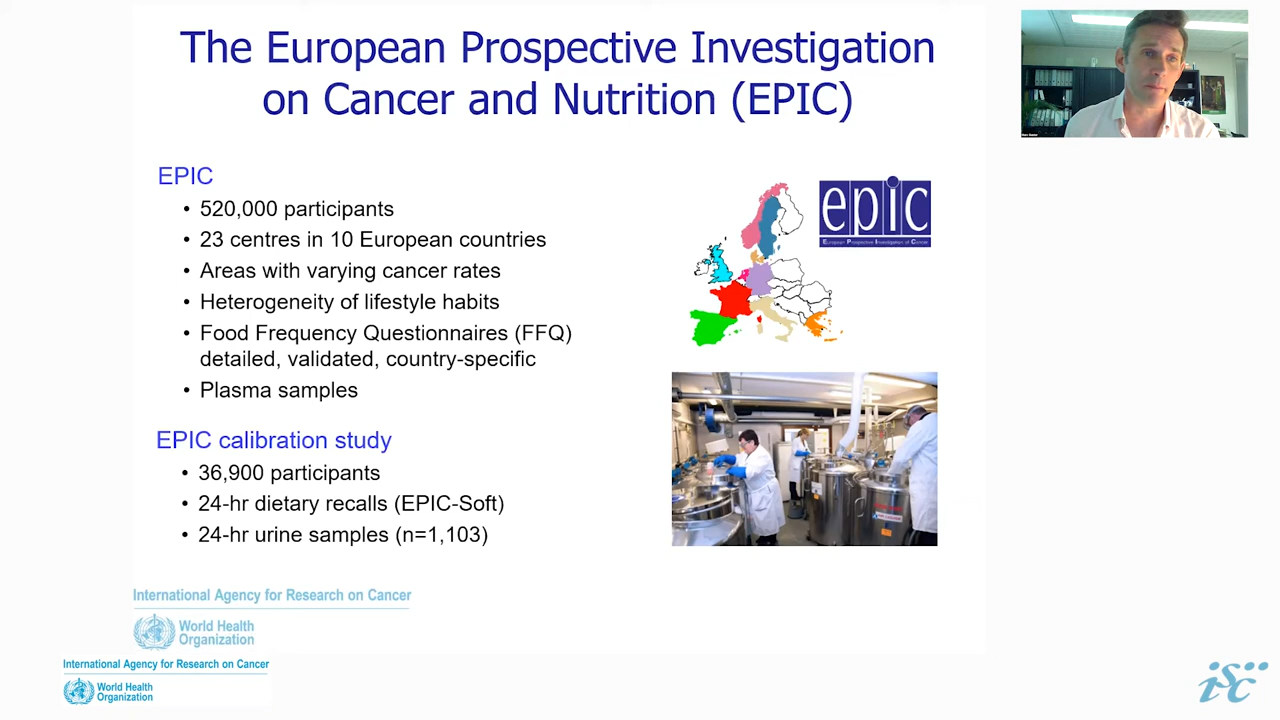 The European Prospective Investigation
on Cancer and Nutrition (EPIC)
EPIC
• 520,000 participants
• 23 centres in 10 European countries
• Areas with varying cancer rates
• Heterogeneity of lifestyle habits
• Food Frequency Questionnaires (FFQ)
detailed, validated, country-specific
• Plasma samples
EPIC calibration study
• 36,900 participants
• 24-hr dietary recalls (EPIC-Soft)
• 24-hr urine samples (n=1,103)
epic
European Prospective Investigation of Cancer
International Agency for Research on Cancer
World Health
Organization
International Agency for Research on Cancer
World Health
Organization
isc